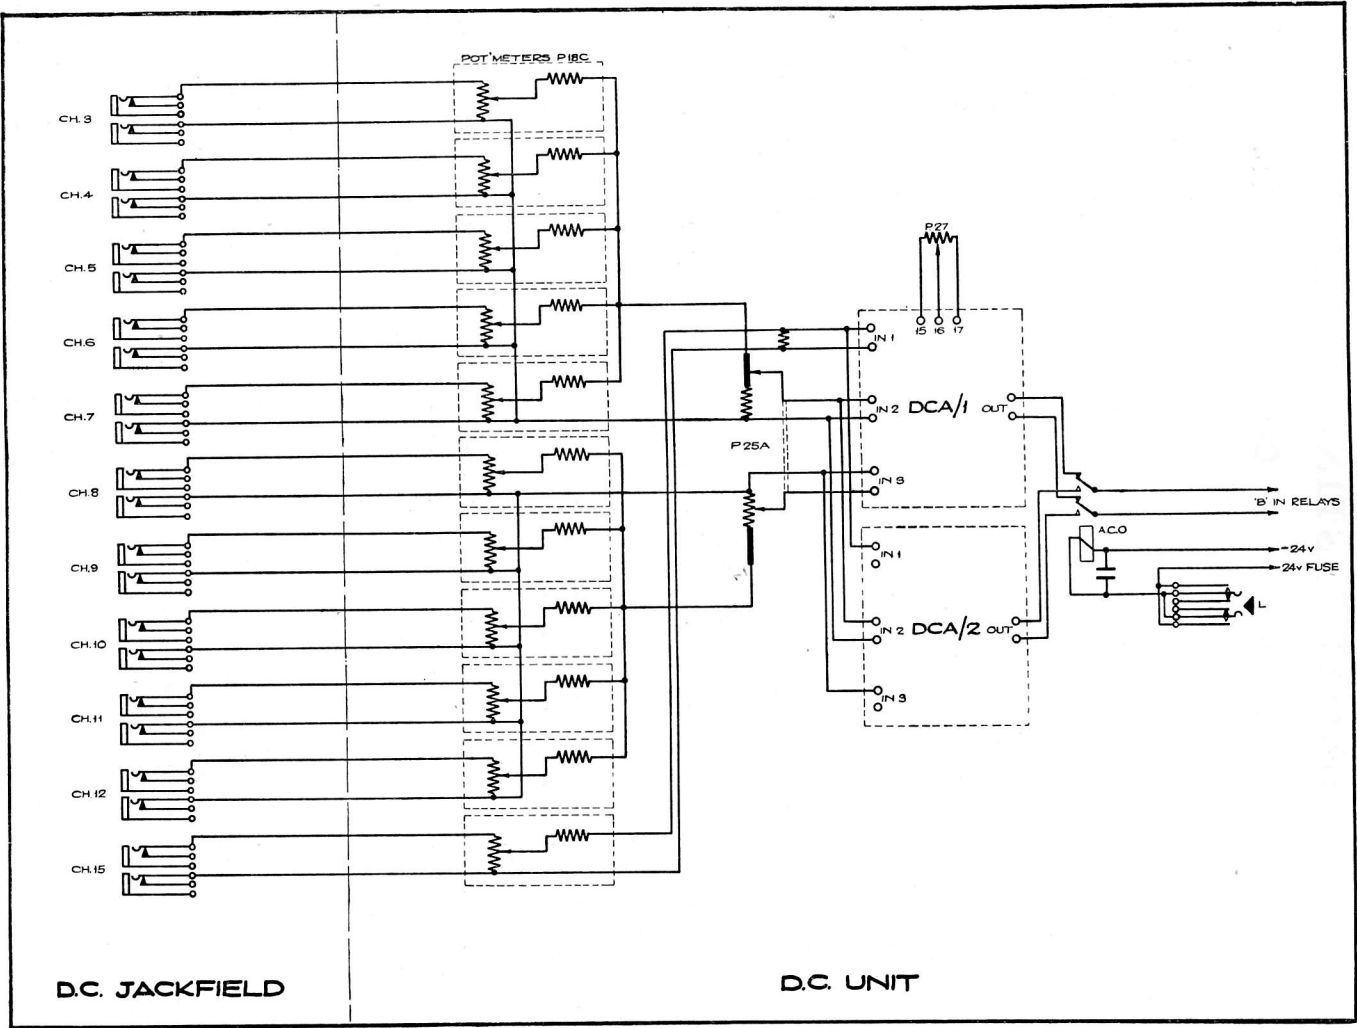 POT'METERS P18C
CH.3
CH.4
CH.5
CH.6
CH.7
CH.8
CH.9
CH.10
CH.11
CH.12
CH.15
P.27
15 16 17
IN 1
IN 2 DCA/1 OUT
IN 3
P25A
IN 1
IN 2 DCA/2 OUT
IN 3
'B' IN RELAYS
A.C.O
-24V
24V FUSE
L
D.C. JACKFIELD
D.C. UNIT